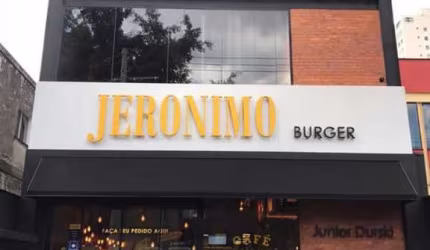 JERONIMO BURGER
FAÇA SEU PEDIDO AQUI
CAFÉ
Junior Durski